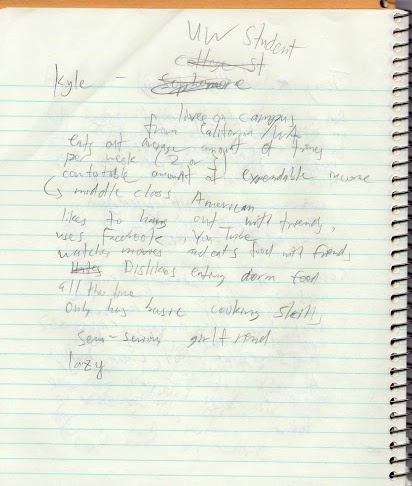 UW Student
college st
Kyle - Sophomore
lives on campus
from California / WA
eats out average amount of times
per week (2 or 3)
comfortable amount of expendable income
↳ middle class American
likes to hang out with friends,
uses Facebook, YouTube
watches movies and eats food with friends
Hates Dislikes eating dorm food
all the time
only has basic cooking skills
semi-serious girlfriend
lazy